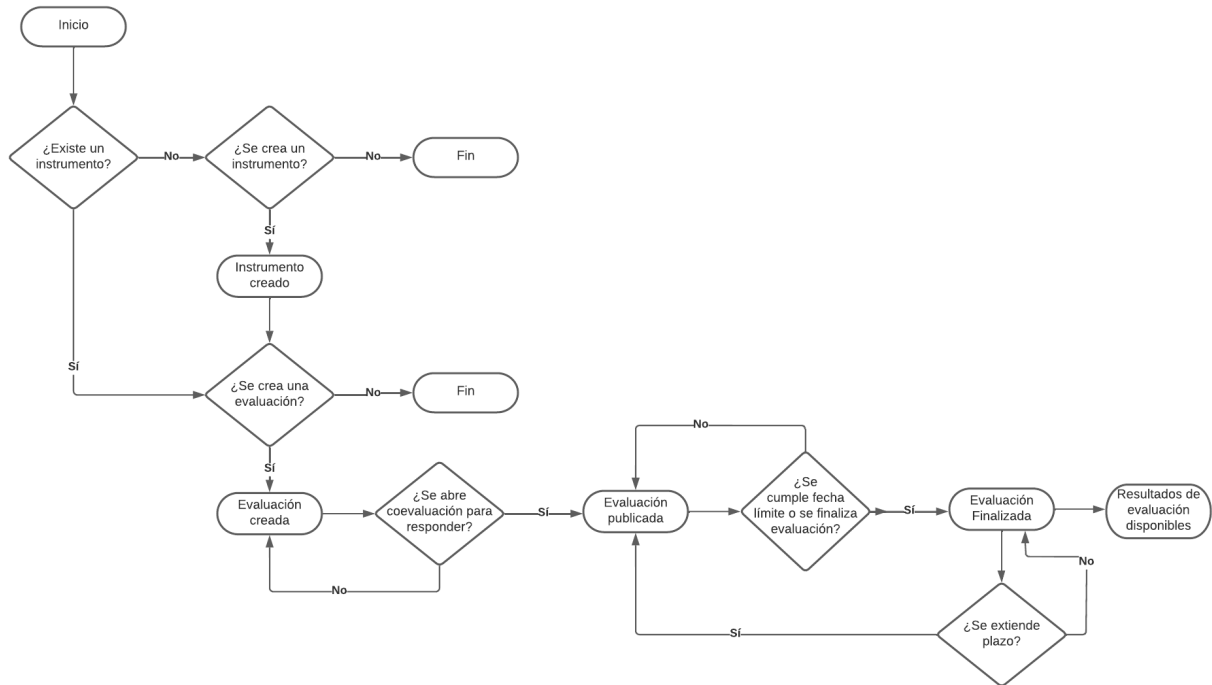 Inicio
¿Existe un
instrumento?
No
¿Se crea un
instrumento?
No
Fin
Sí
Instrumento
creado
Sí
¿Se crea una
evaluación?
No
Fin
Sí
Evaluación
creada
¿Se abre
coevaluación para
responder?
No
Sí
Evaluación
publicada
No
¿Se
cumple fecha
límite o se finaliza
evaluación?
Sí
Evaluación
Finalizada
Resultados de
evaluación
disponibles
No
¿Se extiende
plazo?
Sí